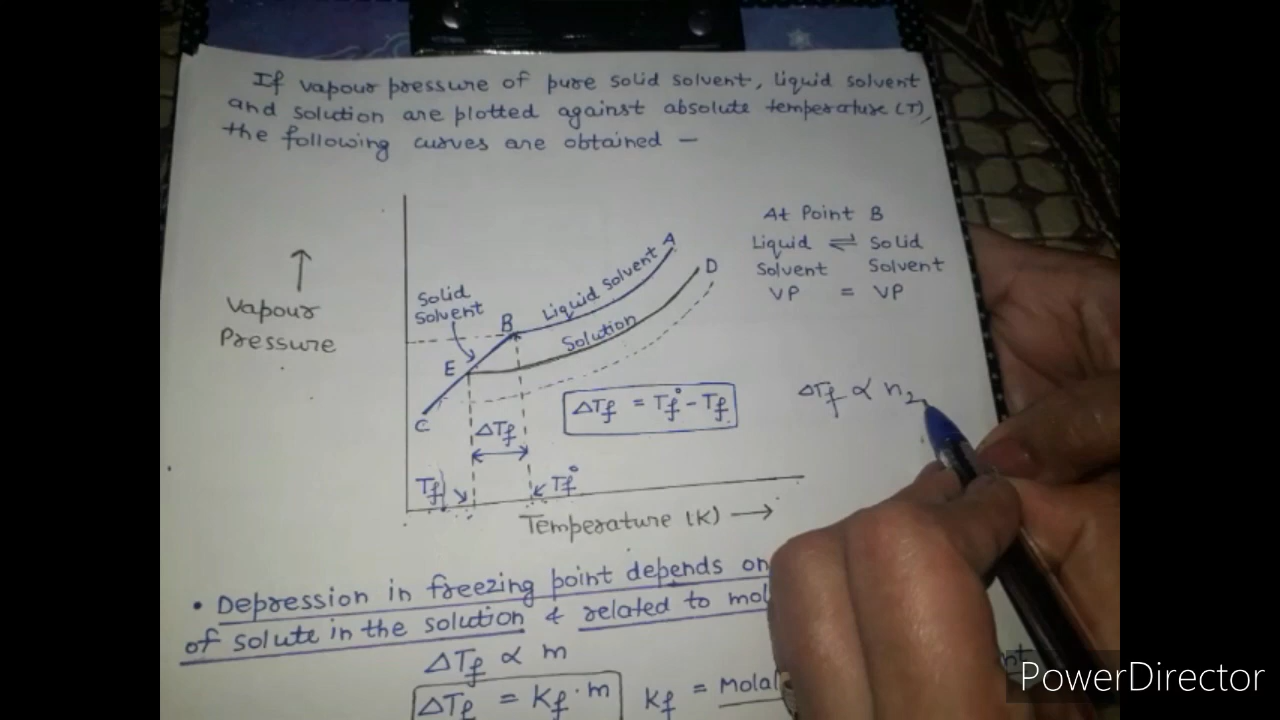 If vapour pressure of pure solid solvent, liquid solvent
and solution are plotted against absolute temperature (T),
the following curves are obtained —
↑
Vapour
Pressure
Solid
Solvent
Liquid solvent
A
D
B
Solution
E
C
ΔTf
ΔTf = Tf° - Tf
Tf
Tf°
Temperature (K) →
At Point B
Liquid ⇌ Solid
Solvent Solvent
VP = VP
ΔTf ∝ n2
• Depression in freezing point depends on
of solute in the solution & related to
ΔTf ∝ m
ΔTf = Kf · m Kf =
PowerDirector